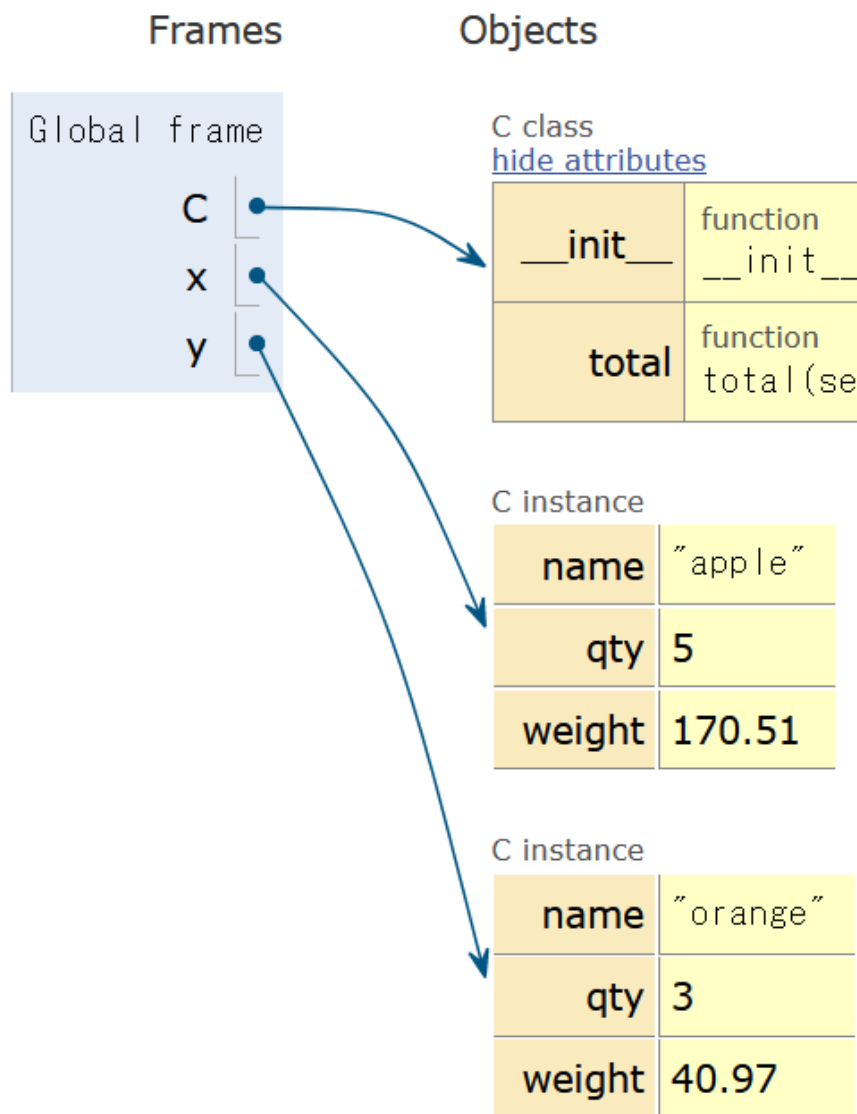 Frames Objects
Global frame
C
x
y
C class
hide attributes
__init__ function
__init__
total function
total(se
C instance
name "apple"
qty 5
weight 170.51
C instance
name "orange"
qty 3
weight 40.97